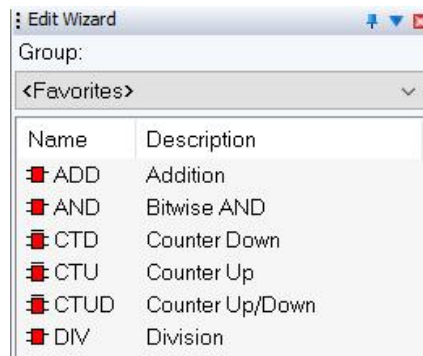 Edit Wizard
Group:
<Favorites>
Name Description
ADD Addition
AND Bitwise AND
CTD Counter Down
CTU Counter Up
CTUD Counter Up/Down
DIV Division